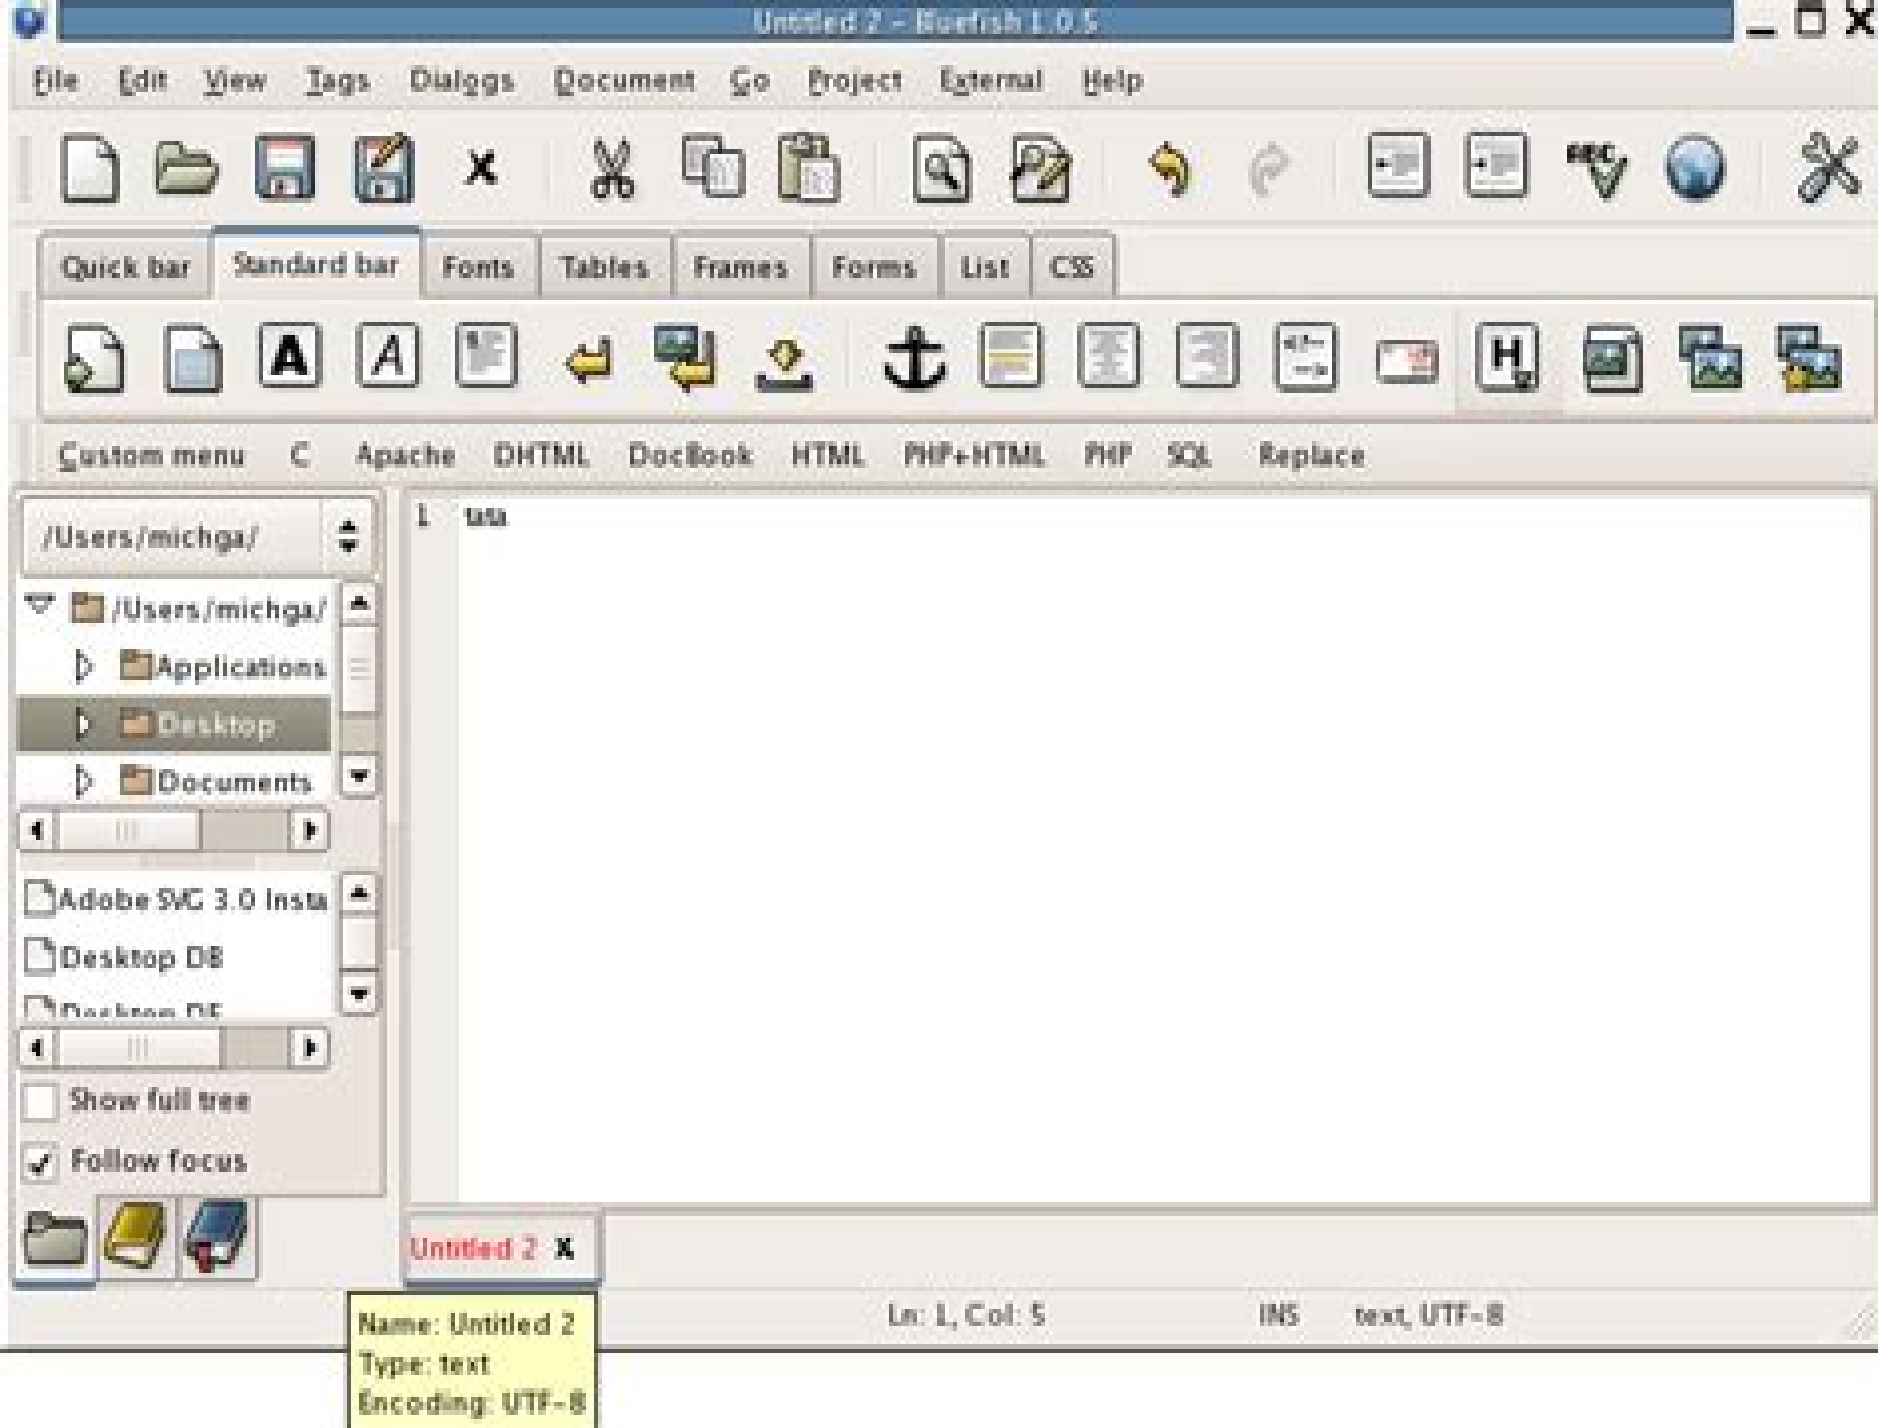 Untitled 2 - Bluefish 1.0.5
File Edit View Tags Dialogs Document Go Project External Help
ABC
Quick bar Standard bar Fonts Tables Frames Forms List CSS
A A H
Custom menu C Apache DHTML DocBook HTML PHP+HTML PHP SQL Replace
/Users/michga/
1 tata
/Users/michga/
Applications
Desktop
Documents
Adobe SVG 3.0 Insta
Desktop DB
Desktop DF
Show full tree
Follow focus
Untitled 2 X
Ln: 1, Col: 5 INS text, UTF-8
Name: Untitled 2
Type: text
Encoding: UTF-8